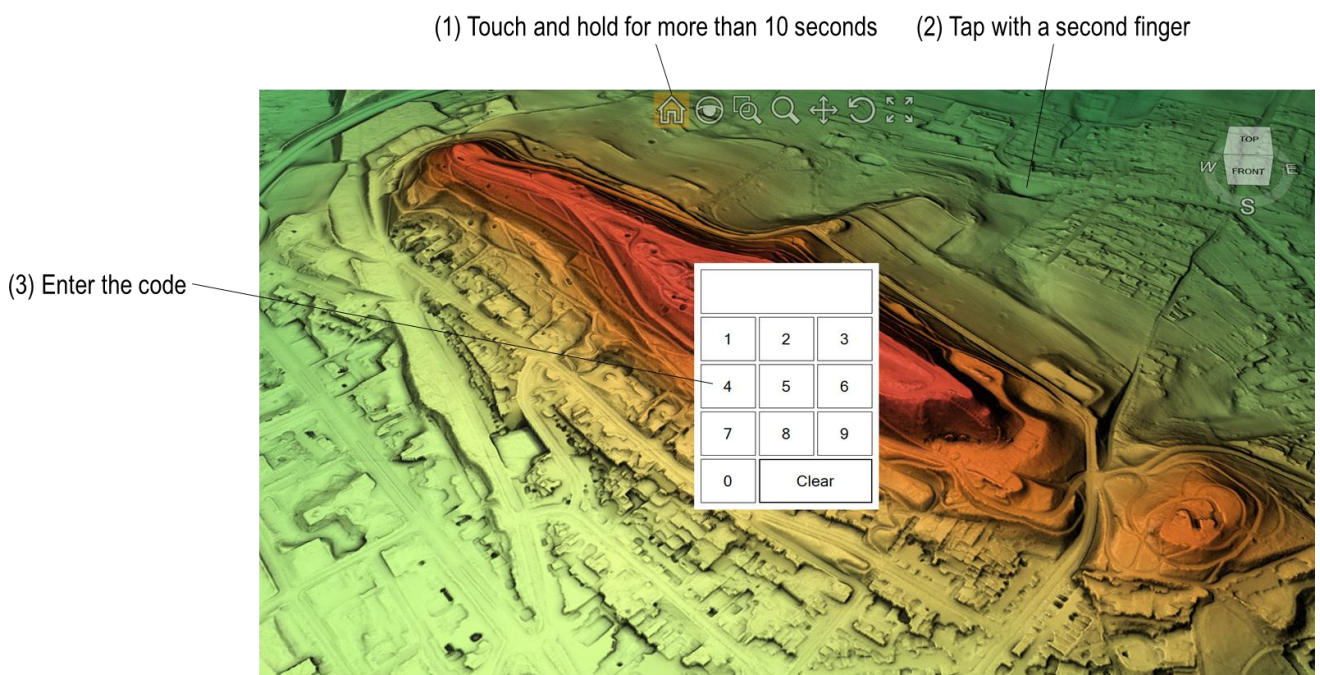 (1) Touch and hold for more than 10 seconds
(2) Tap with a second finger
TOP
W
FRONT
E
S
(3) Enter the code
1 2 3
4 5 6
7 8 9
0 Clear